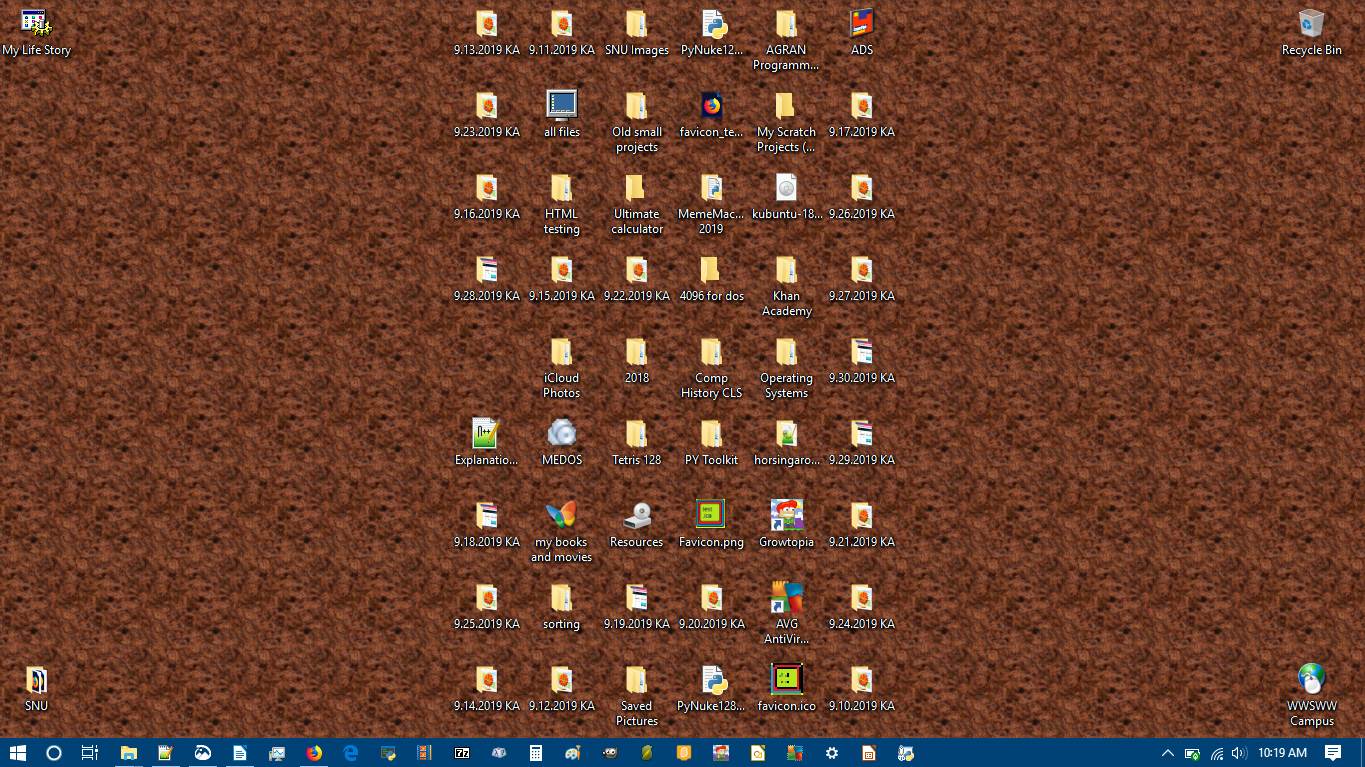 My Life Story
9.13.2019 KA
9.11.2019 KA
SNU Images
PyNuke12...
AGRAN
Programm...
ADS
Recycle Bin
9.23.2019 KA
all files
Old small
projects
favicon_te...
My Scratch
Projects (...
9.17.2019 KA
9.16.2019 KA
HTML
testing
Ultimate
calculator
MemeMac...
2019
kubuntu-18...
9.26.2019 KA
9.28.2019 KA
9.15.2019 KA
9.22.2019 KA
4096 for dos
Khan
Academy
9.27.2019 KA
iCloud
Photos
2018
Comp
History CLS
Operating
Systems
9.30.2019 KA
Explanatio...
MEDOS
Tetris 128
PY Toolkit
horsingaro...
9.29.2019 KA
9.18.2019 KA
my books
and movies
Resources
Favicon.png
Growtopia
9.21.2019 KA
9.25.2019 KA
sorting
9.19.2019 KA
9.20.2019 KA
AVG
AntiVir...
9.24.2019 KA
SNU
9.14.2019 KA
9.12.2019 KA
Saved
Pictures
PyNuke128...
favicon.ico
9.10.2019 KA
WWSWW
Campus
10:19 AM